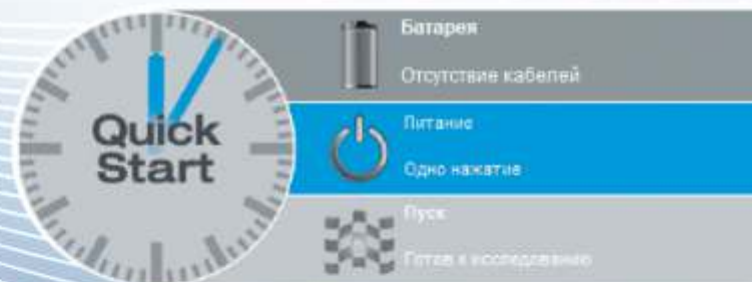 Quick
Start
Батарея
Отсутствие кабелей
Питание
Одно нажатие
Пуск
Готов к исследованию